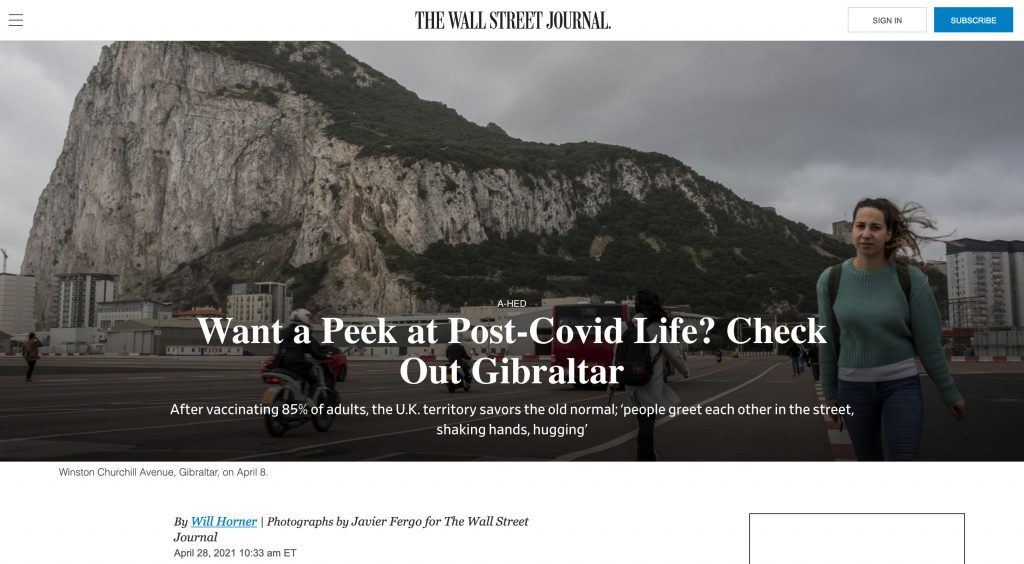 THE WALL STREET JOURNAL.
SIGN IN
SUBSCRIBE
A-HED
Want a Peek at Post-Covid Life? Check
Out Gibraltar
After vaccinating 85% of adults, the U.K. territory savors the old normal; ‘people greet each other in the street,
shaking hands, hugging’
Winston Churchill Avenue, Gibraltar, on April 8.
By Will Horner | Photographs by Javier Fergo for The Wall Street
Journal
April 28, 2021 10:33 am ET